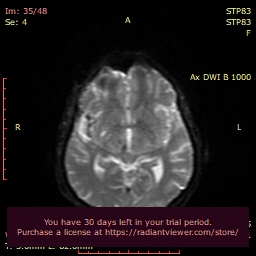 Im: 35/48
Se: 4
A
STP83
STP83
F
Ax DWI B 1000
R
L
You have 30 days left in your trial period.
Purchase a license at https://radiantviewer.com/store/